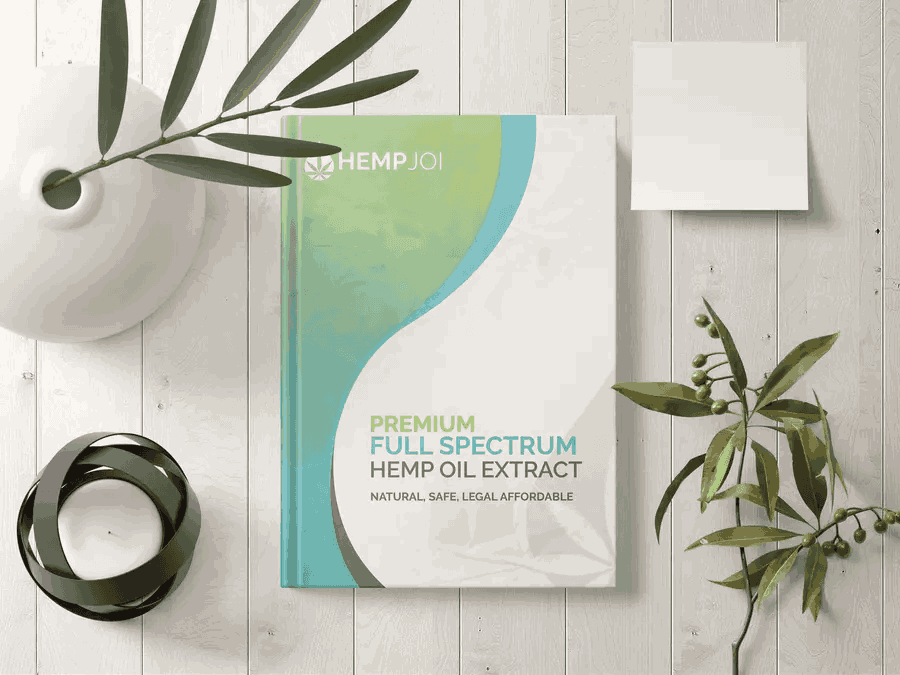 HEMPJOI
PREMIUM
FULL SPECTRUM
HEMP OIL EXTRACT
NATURAL, SAFE, LEGAL AFFORDABLE